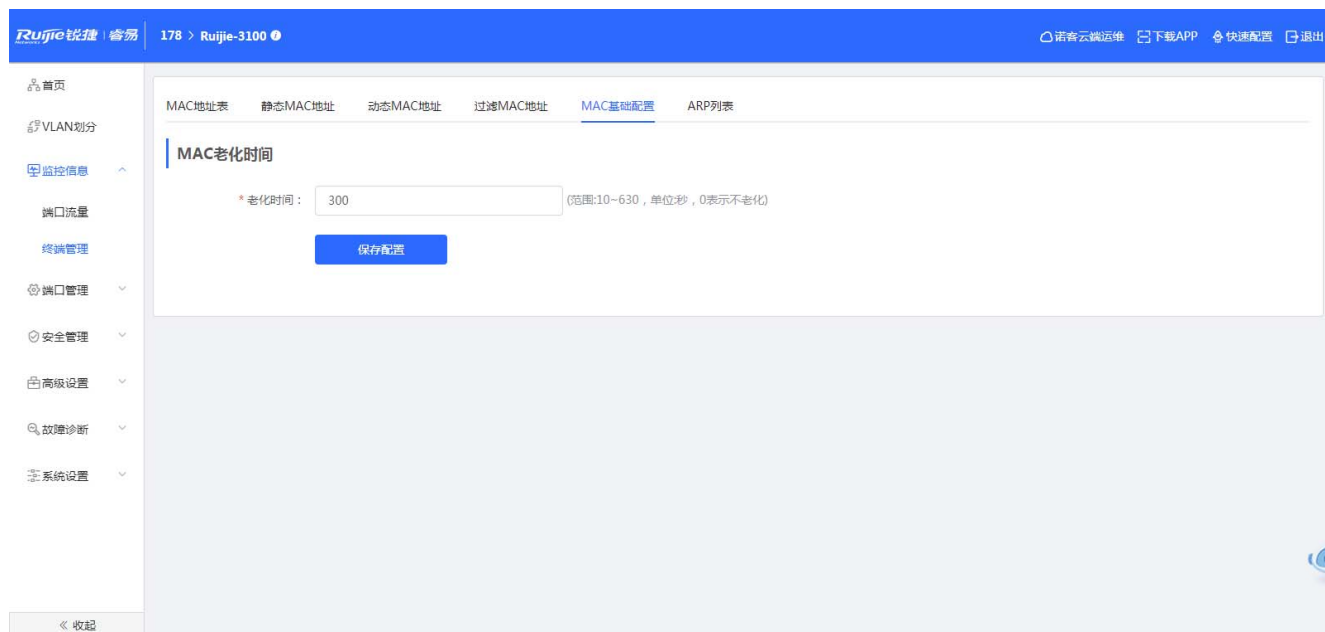 Ruijie锐捷 | 睿易
Networks
178 > Ruijie-3100
诺客云端运维 下载APP 快速配置 退出
首页
VLAN划分
监控信息
端口流量
终端管理
端口管理
安全管理
高级设置
故障诊断
系统设置
« 收起
MAC地址表 静态MAC地址 动态MAC地址 过滤MAC地址 MAC基础配置 ARP列表
MAC老化时间
* 老化时间： 300 (范围:10~630，单位:秒，0表示不老化)
保存配置